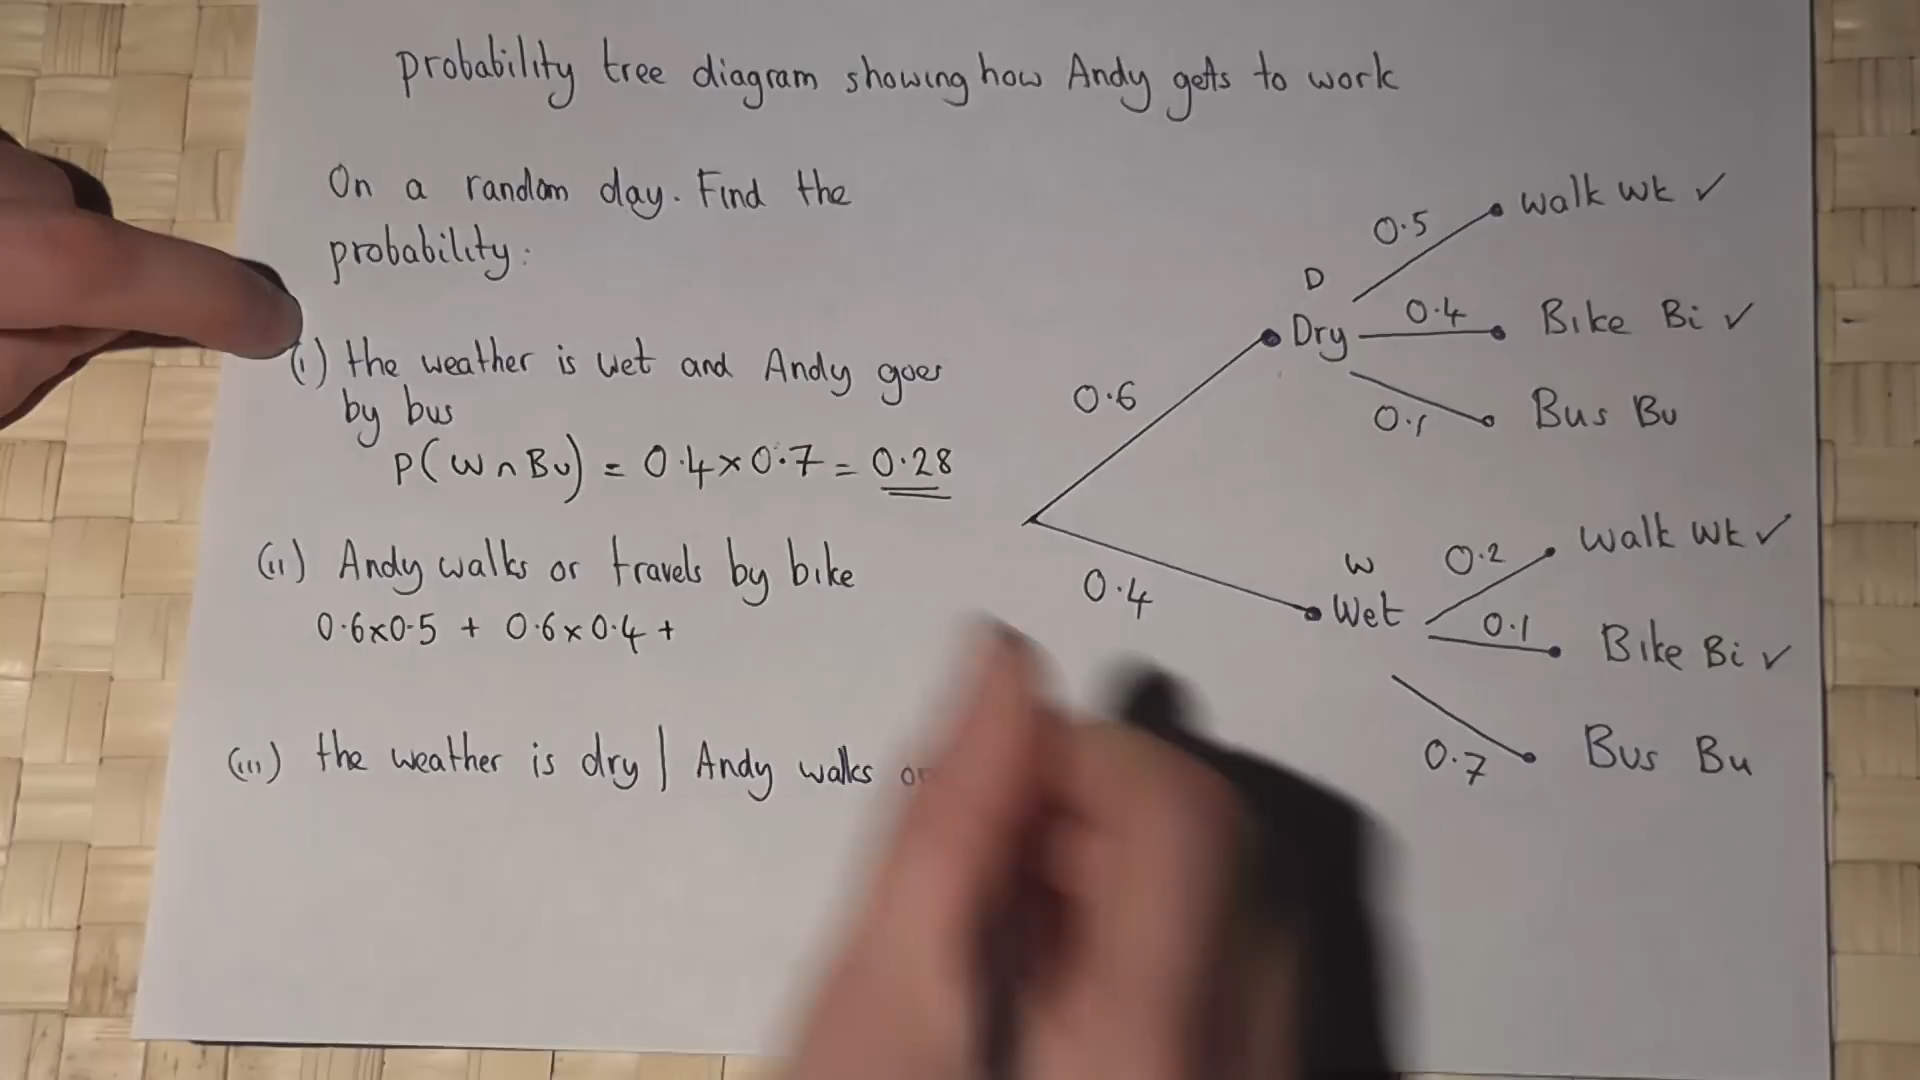 probability tree diagram showing how Andy gets to work
On a random day. Find the
probability:
(i) the weather is wet and Andy goes
by bus
P(W ∩ Bu) = 0.4 × 0.7 = 0.28
(ii) Andy walks or travels by bike
0.6×0.5 + 0.6×0.4 +
(iii) the weather is dry | Andy walks
0.5
walk Wk ✓
D
Dry
0.4
Bike Bi ✓
0.1
Bus Bu
0.6
0.4
W
Wet
0.2
Walk Wk ✓
0.1
Bike Bi ✓
0.7
Bus Bu